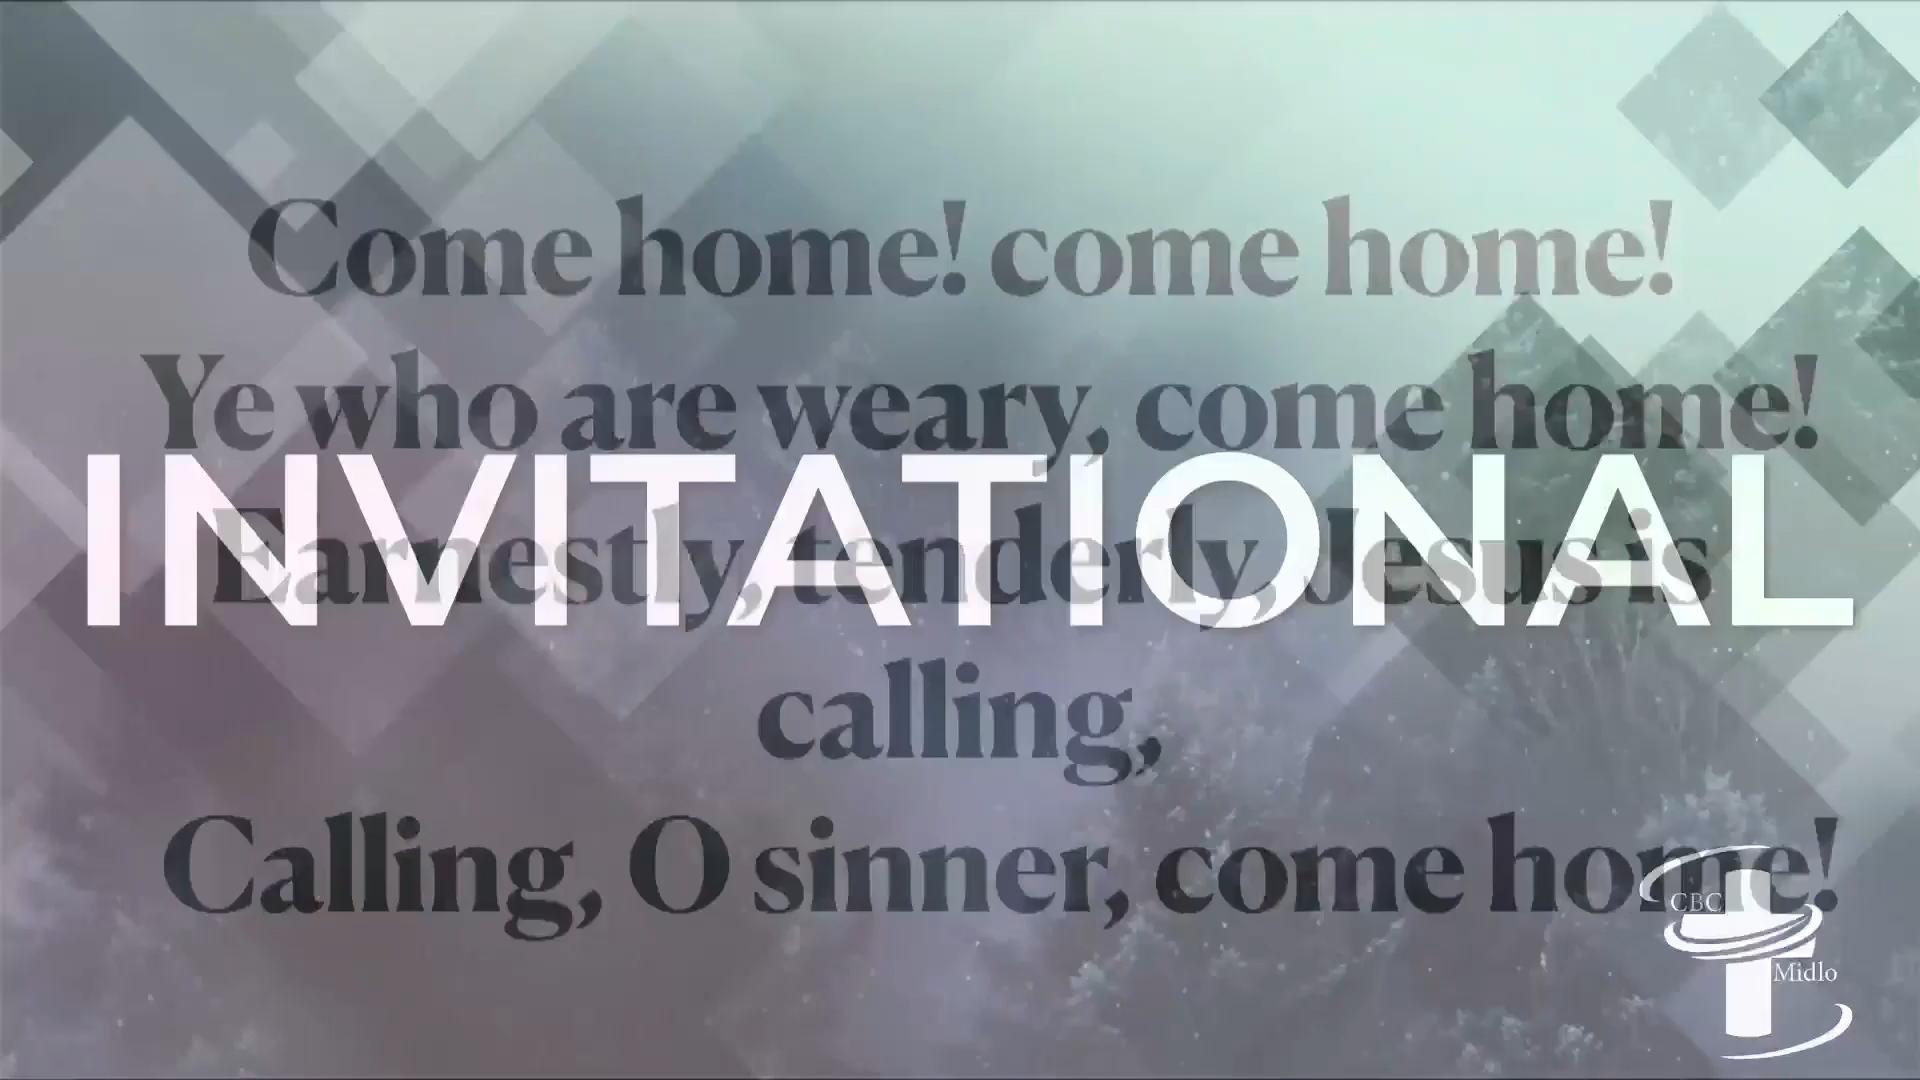 Come home! come home!
Ye who are weary, come home!
INVITATIONAL
Earnestly, tenderly, Jesus is
calling,
Calling, O sinner, come home!
CBC
Midlo